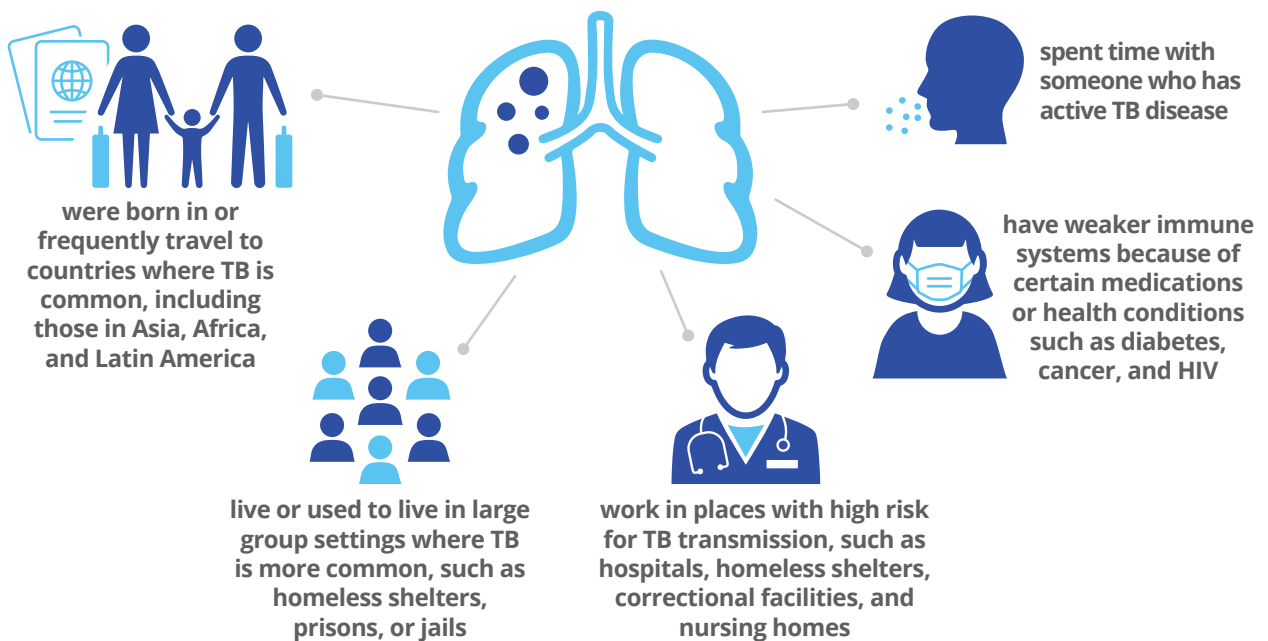 were born in or
frequently travel to
countries where TB is
common, including
those in Asia, Africa,
and Latin America
spent time with
someone who has
active TB disease
have weaker immune
systems because of
certain medications
or health conditions
such as diabetes,
cancer, and HIV
live or used to live in large
group settings where TB
is more common, such as
homeless shelters,
prisons, or jails
work in places with high risk
for TB transmission, such as
hospitals, homeless shelters,
correctional facilities, and
nursing homes